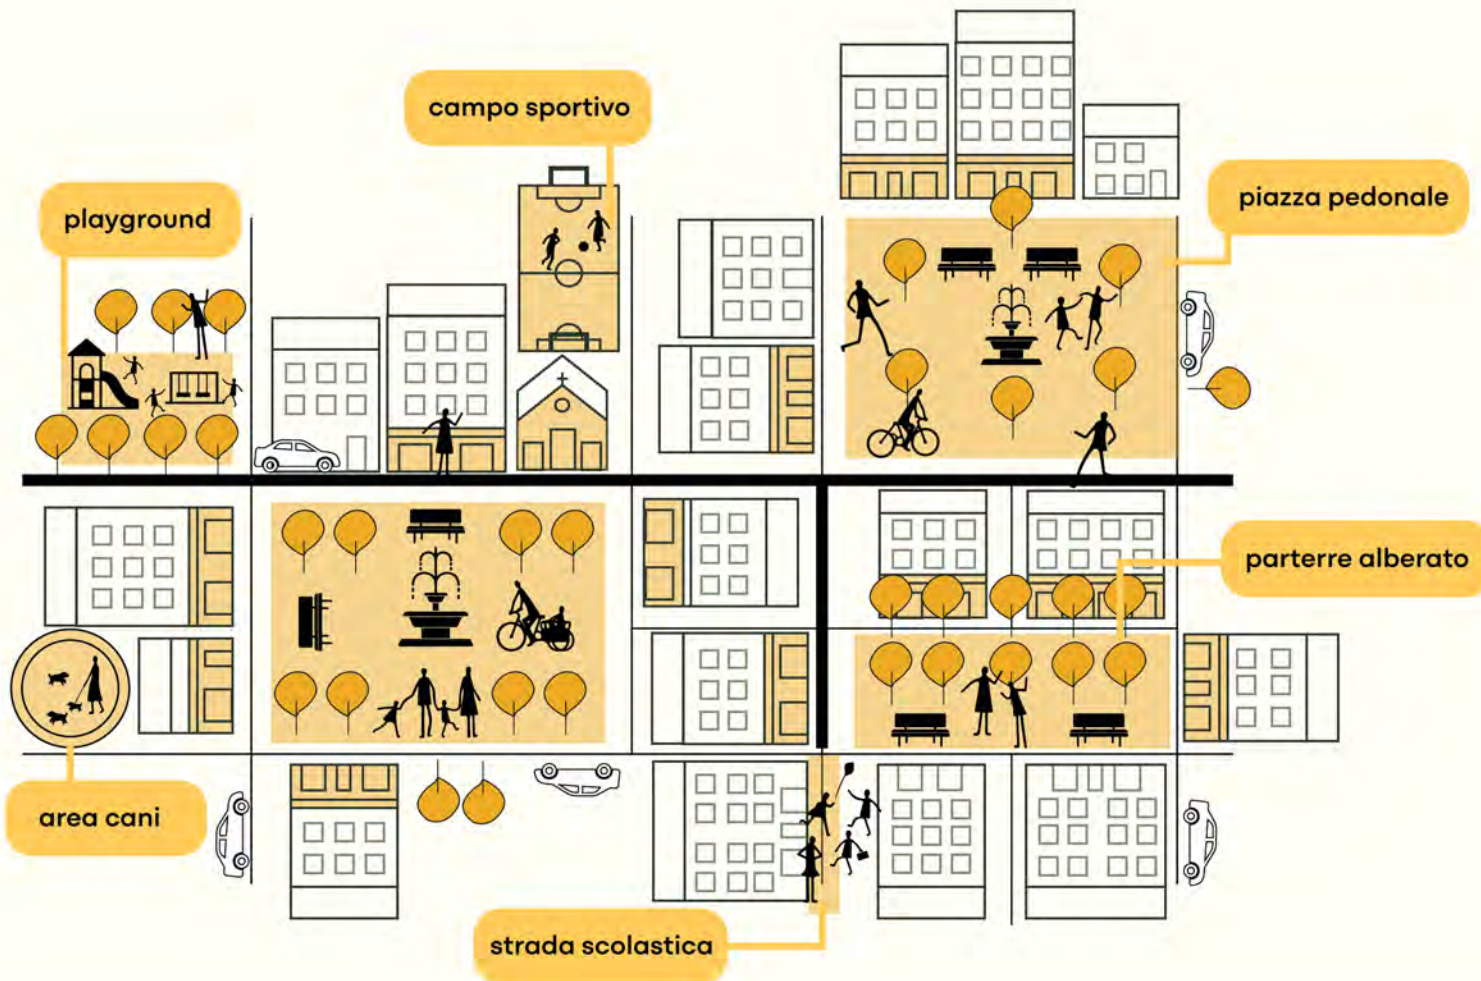 campo sportivo
playground
piazza pedonale
parterre alberato
area cani
strada scolastica